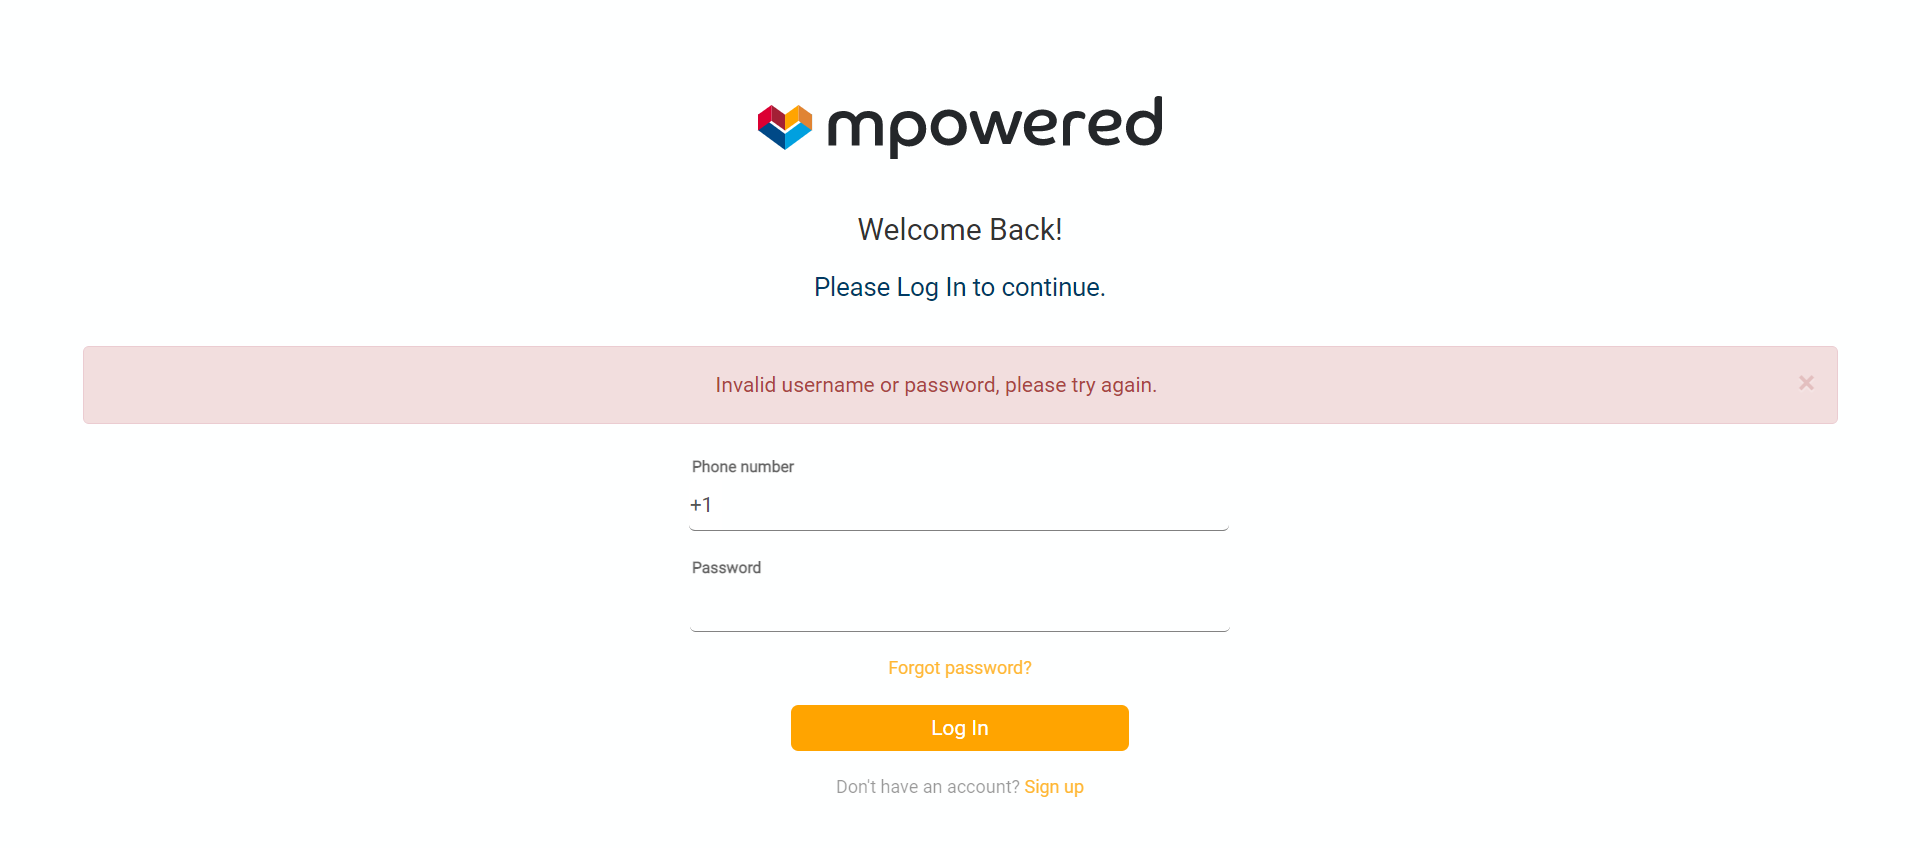 mpowered
Welcome Back!
Please Log In to continue.
Invalid username or password, please try again.
×
Phone number
+1
Password
Forgot password?
Log In
Don't have an account? Sign up